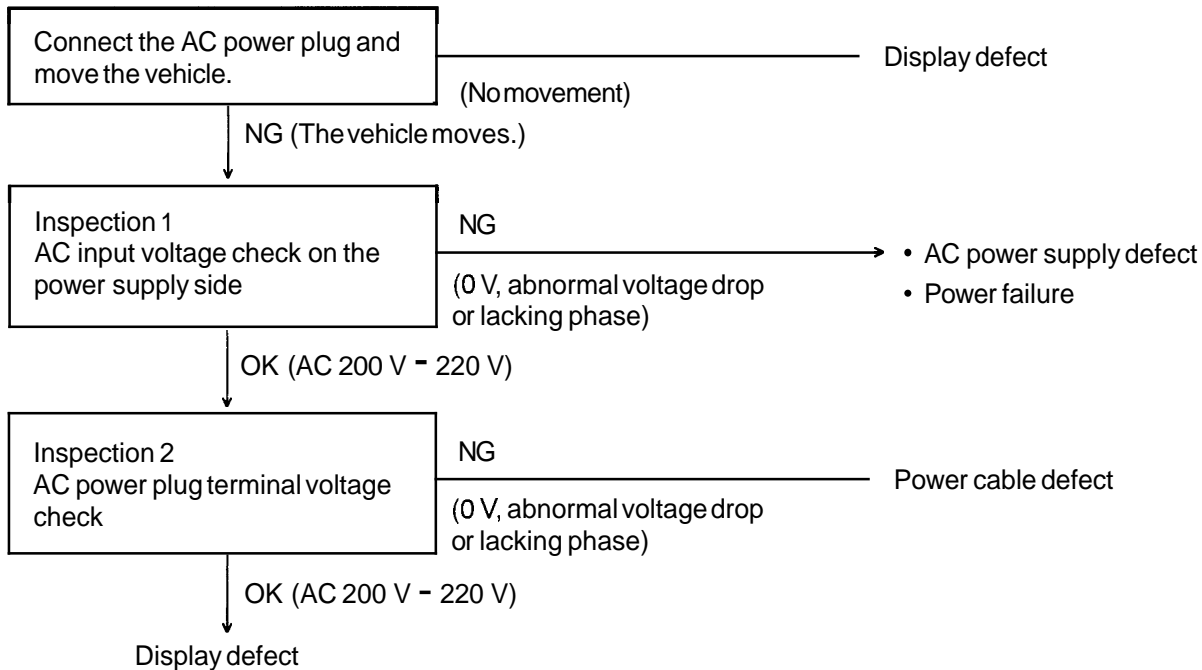 Connect the AC power plug and
move the vehicle.
Display defect
(No movement)
NG (The vehicle moves.)
Inspection 1
AC input voltage check on the
power supply side
NG
(0 V, abnormal voltage drop
or lacking phase)
• AC power supply defect
• Power failure
OK (AC 200 V - 220 V)
Inspection 2
AC power plug terminal voltage
check
NG
(0 V, abnormal voltage drop
or lacking phase)
Power cable defect
OK (AC 200 V - 220 V)
Display defect